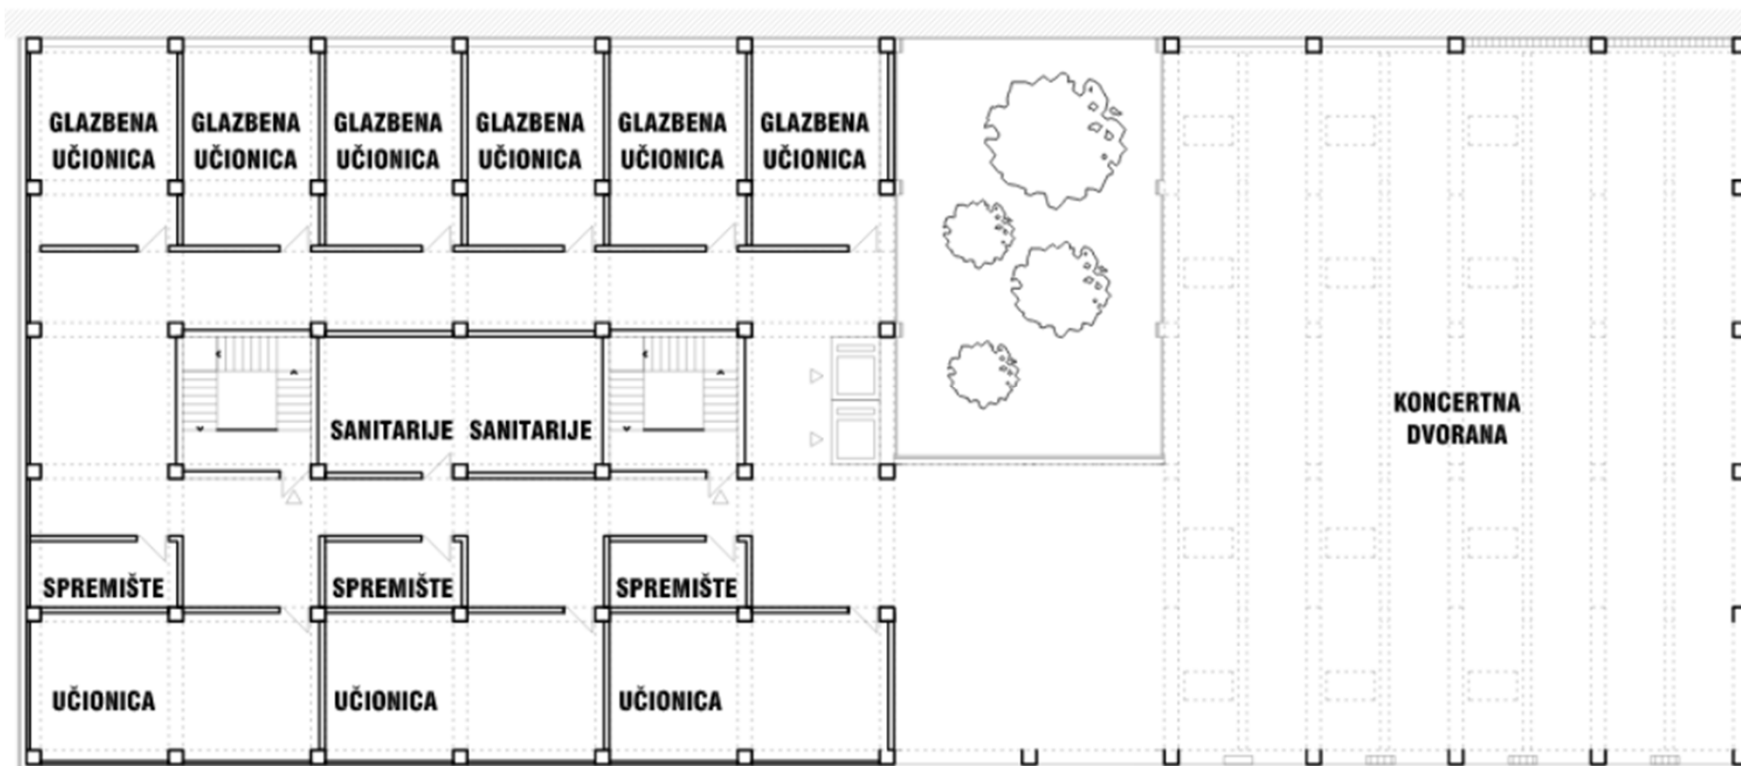 GLAZBENA
UČIONICA
GLAZBENA
UČIONICA
GLAZBENA
UČIONICA
GLAZBENA
UČIONICA
GLAZBENA
UČIONICA
GLAZBENA
UČIONICA
SANITARIJE
SANITARIJE
KONCERTNA
DVORANA
SPREMIŠTE
SPREMIŠTE
SPREMIŠTE
UČIONICA
UČIONICA
UČIONICA